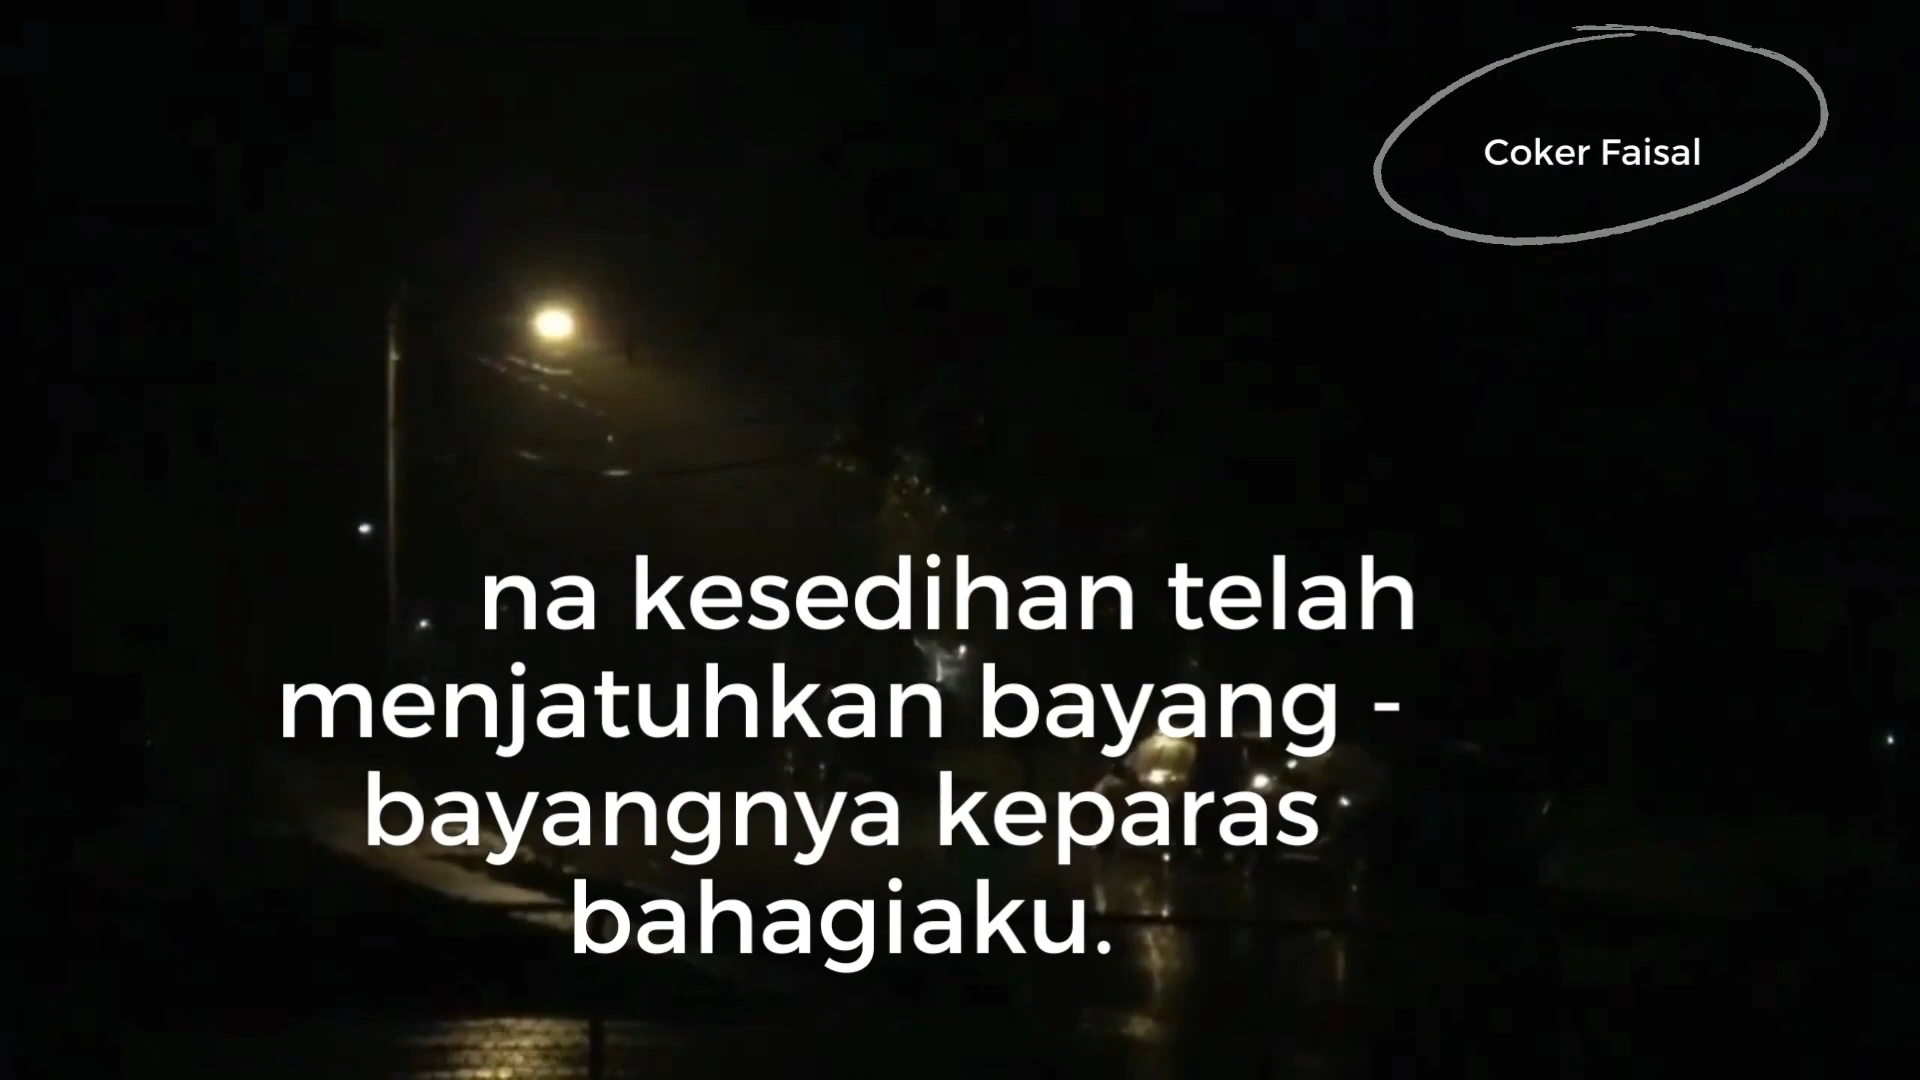 Coker Faisal
na kesedihan telah
menjatuhkan bayang -
bayangnya keparas
bahagiaku.